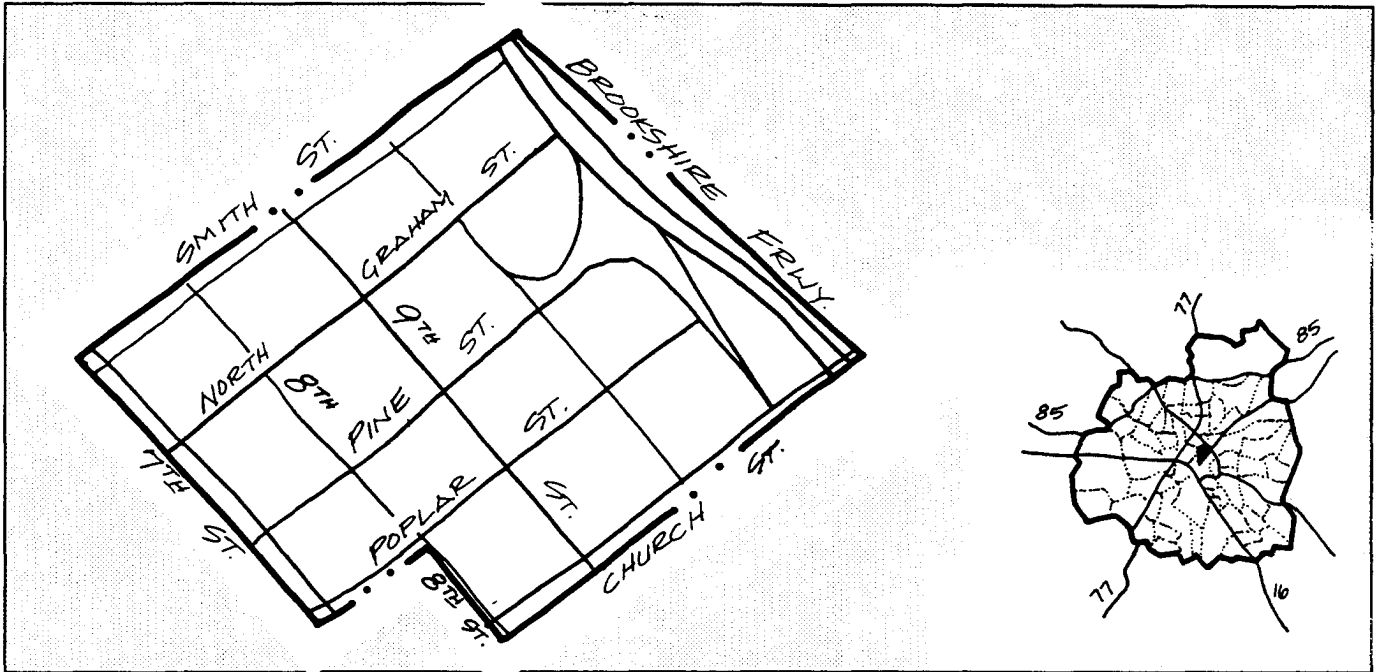 SMITH ST.
BROOKSHIRE FRWY.
NORTH GRAHAM ST.
9TH ST.
8TH
PINE ST.
POPLAR ST.
7TH ST.
8TH ST.
CHURCH ST.
77
85
85
77
16